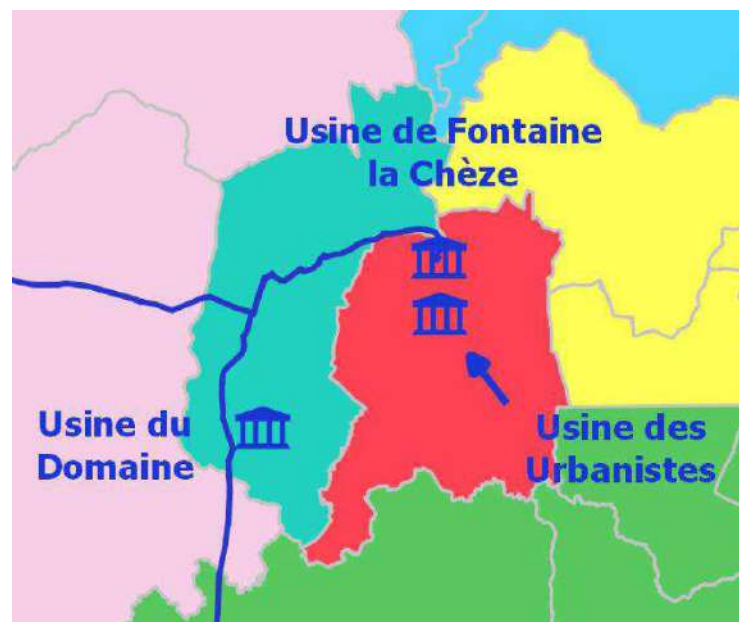 Usine de Fontaine
la Chèze
Usine du
Domaine
Usine des
Urbanistes